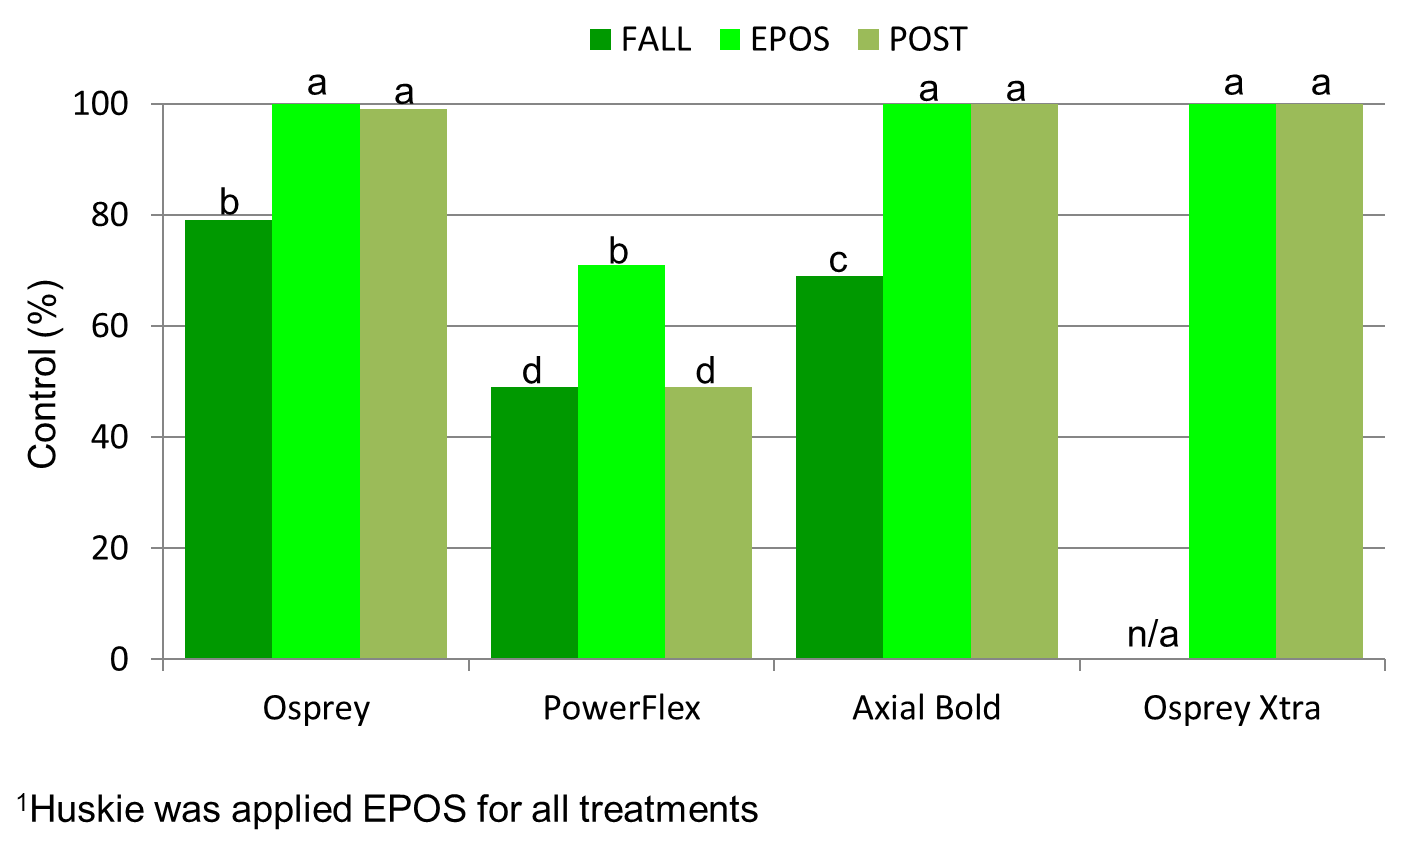 FALL EPOS POST
a a a a a a
100
b
80
b
c
60
d d
40
Control (%)
20
n/a
0
Osprey PowerFlex Axial Bold Osprey Xtra
¹Huskie was applied EPOS for all treatments